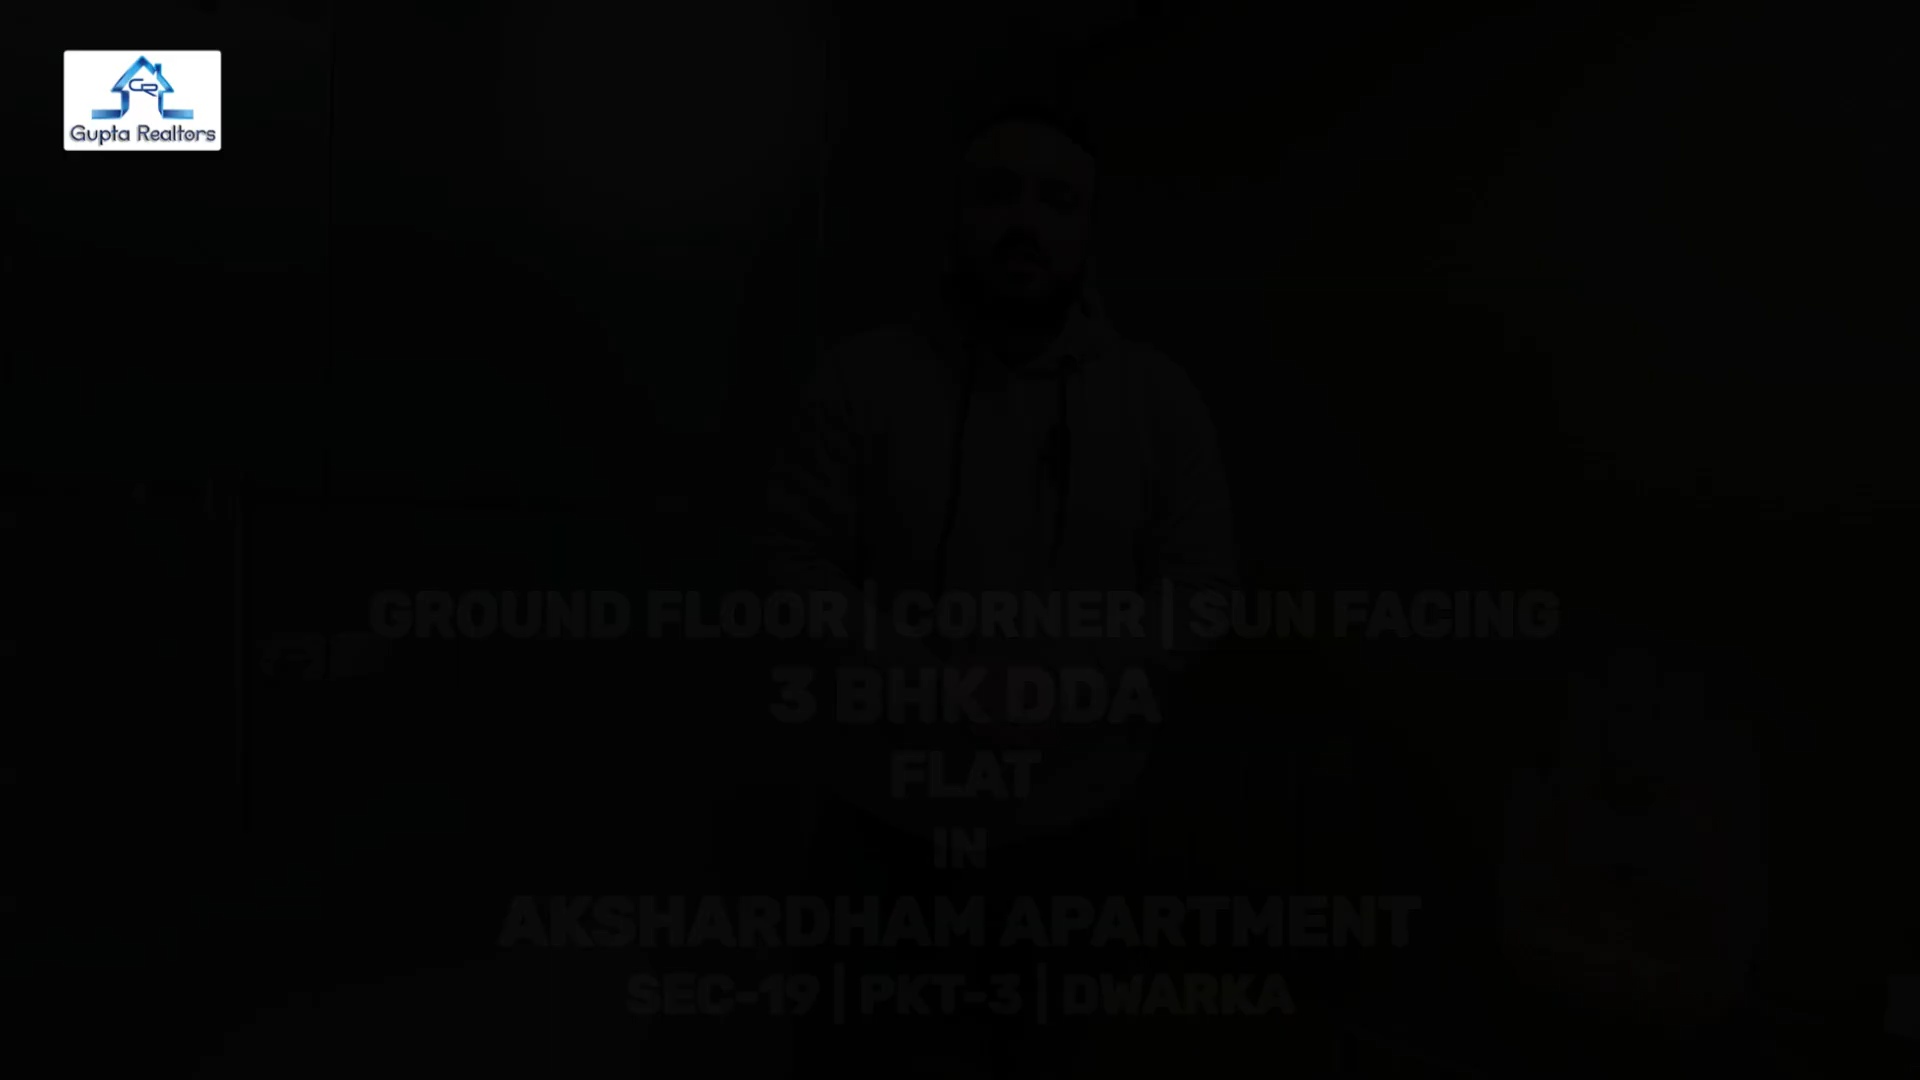 GR
Gupta Realtors
GROUND FLOOR | CORNER | SUN FACING
3 BHK DDA
FLAT
IN
AKSHARDHAM APARTMENT
SEC-19 | PKT-3 | DWARKA